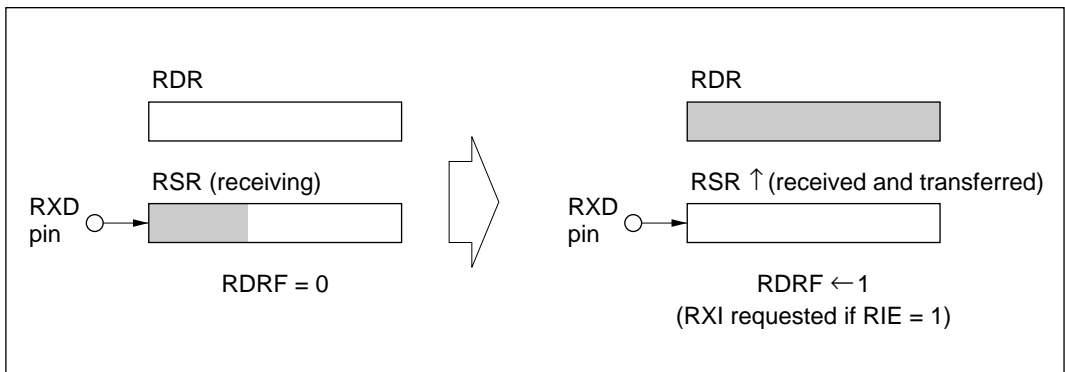 RDR
RSR (receiving)
RXD
pin
RDRF = 0
RDR
RSR ↑ (received and transferred)
RXD
pin
RDRF ← 1
(RXI requested if RIE = 1)